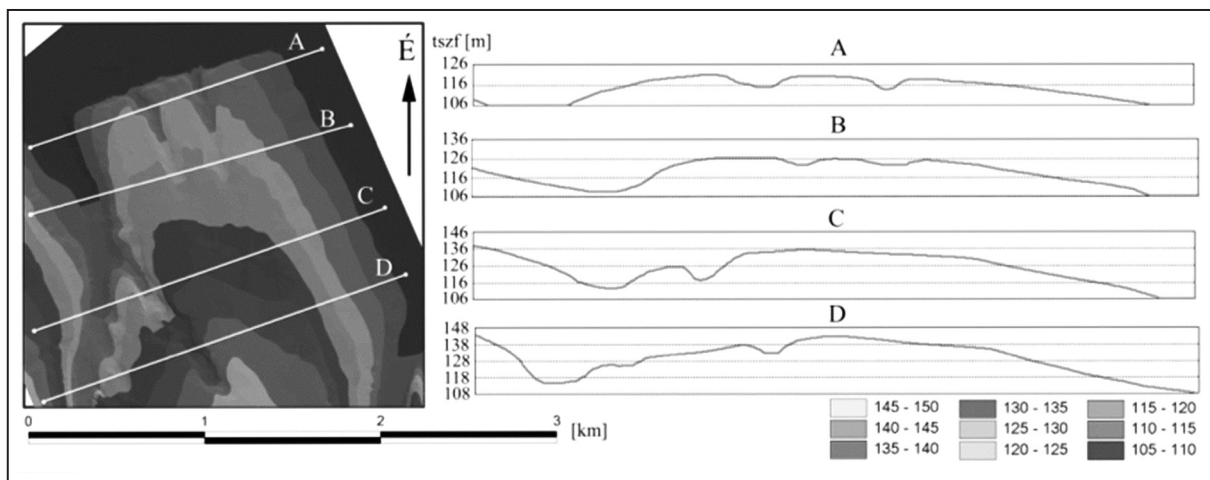 A
É
B
C
D
0 1 2 3 [km]
tszf [m]
A
126
116
106
B
136
126
116
106
C
146
136
126
116
106
D
148
138
128
118
108
145 - 150 130 - 135 115 - 120
140 - 145 125 - 130 110 - 115
135 - 140 120 - 125 105 - 110